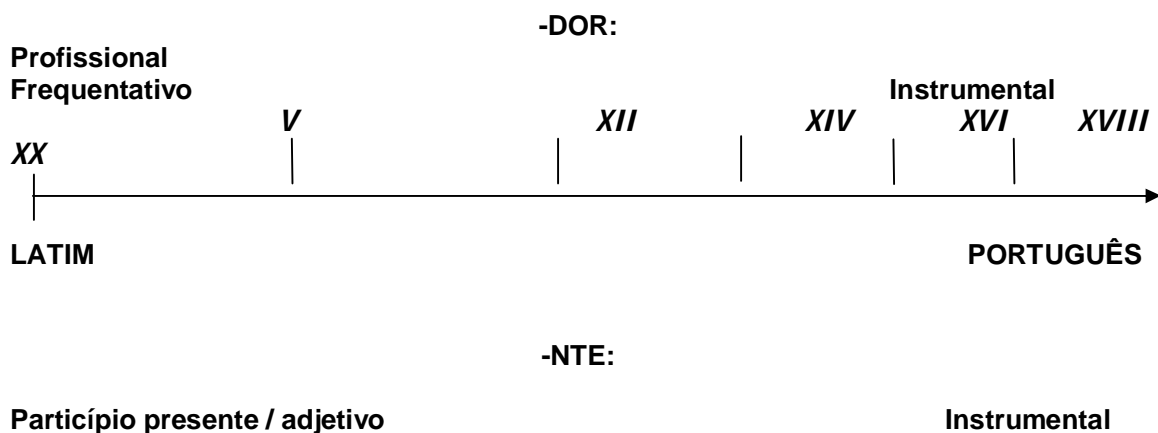 -DOR:
Profissional
Frequentativo Instrumental
V XII XIV XVI XVIII
XX
LATIM PORTUGUÊS
-NTE:
Particípio presente / adjetivo Instrumental